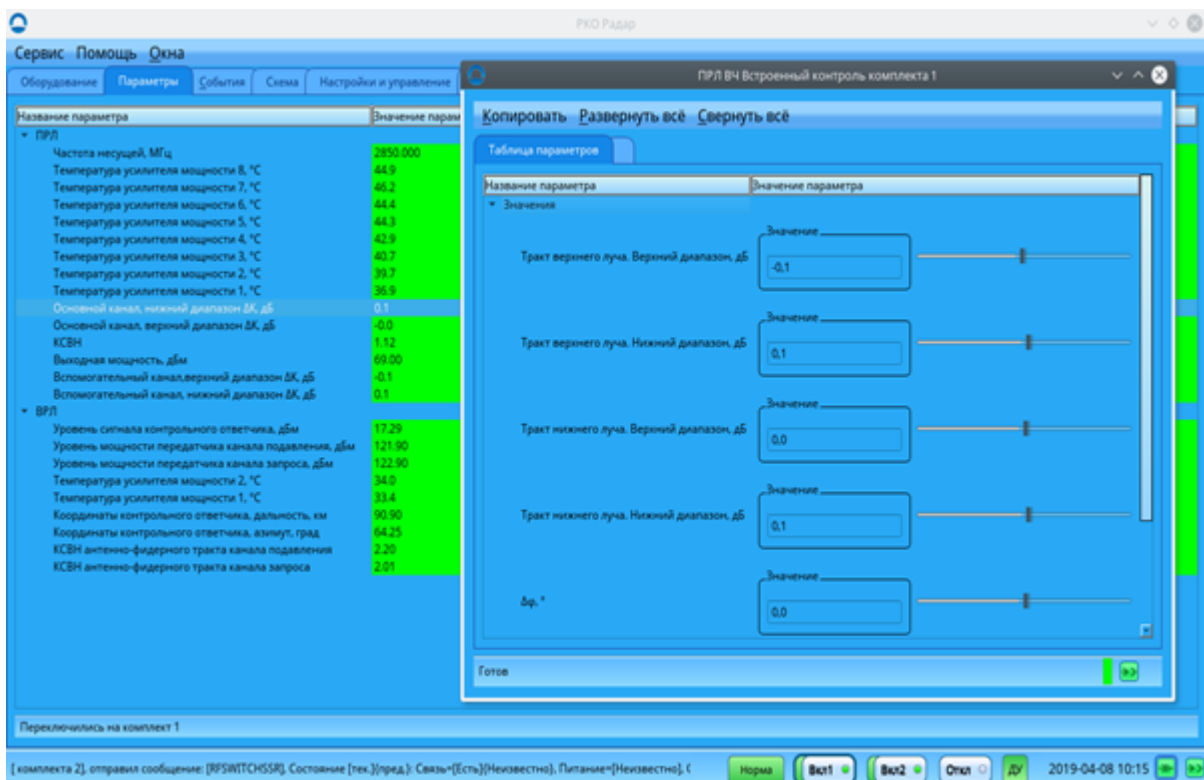 РКО Радар
Сервис Помощь Окна
Оборудование Параметры События Схема Настройки и управление
Название параметра Значение парам
ПРЛ
Частота несущей, МГц 2850.000
Температура усилителя мощности 8, °C 44.9
Температура усилителя мощности 7, °C 46.2
Температура усилителя мощности 6, °C 44.4
Температура усилителя мощности 5, °C 44.3
Температура усилителя мощности 4, °C 42.9
Температура усилителя мощности 3, °C 40.7
Температура усилителя мощности 2, °C 39.7
Температура усилителя мощности 1, °C 36.9
Основной канал, нижний диапазон ΔK, дБ 0.1
Основной канал, верхний диапазон ΔK, дБ -0.0
КСВН 1.12
Выходная мощность, дБм 69.00
Вспомогательный канал,верхний диапазон ΔK, дБ -0.1
Вспомогательный канал, нижний диапазон ΔK, дБ 0.1
ВРЛ
Уровень сигнала контрольного ответчика, дБм 17.29
Уровень мощности передатчика канала подавления, дБм 121.90
Уровень мощности передатчика канала запроса, дБм 122.90
Температура усилителя мощности 2, °C 34.0
Температура усилителя мощности 1, °C 33.4
Координаты контрольного ответчика, дальность, км 90.90
Координаты контрольного ответчика, азимут, град 64.25
КСВН антенно-фидерного тракта канала подавления 2.20
КСВН антенно-фидерного тракта канала запроса 2.01
ПРЛ ВЧ Встроенный контроль комплекта 1
Копировать Развернуть всё Свернуть всё
Таблица параметров
Название параметра Значение параметра
Значения
Значение
Тракт верхнего луча. Верхний диапазон, дБ -0,1
Значение
Тракт верхнего луча. Нижний диапазон, дБ 0,1
Значение
Тракт нижнего луча. Верхний диапазон, дБ 0,0
Значение
Тракт нижнего луча. Нижний диапазон, дБ 0,1
Значение
Δφ, ° 0,0
Готов
Переключились на комплект 1
[ комплекта 2], отправил сообщение: [RFSWITCHSSR], Состояние [тек.](пред.): Связь=[Есть](Неизвестно), Питание=[Неизвестно], (
Норма Вкл1 Вкл2 Откл ДУ 2019-04-08 10:15